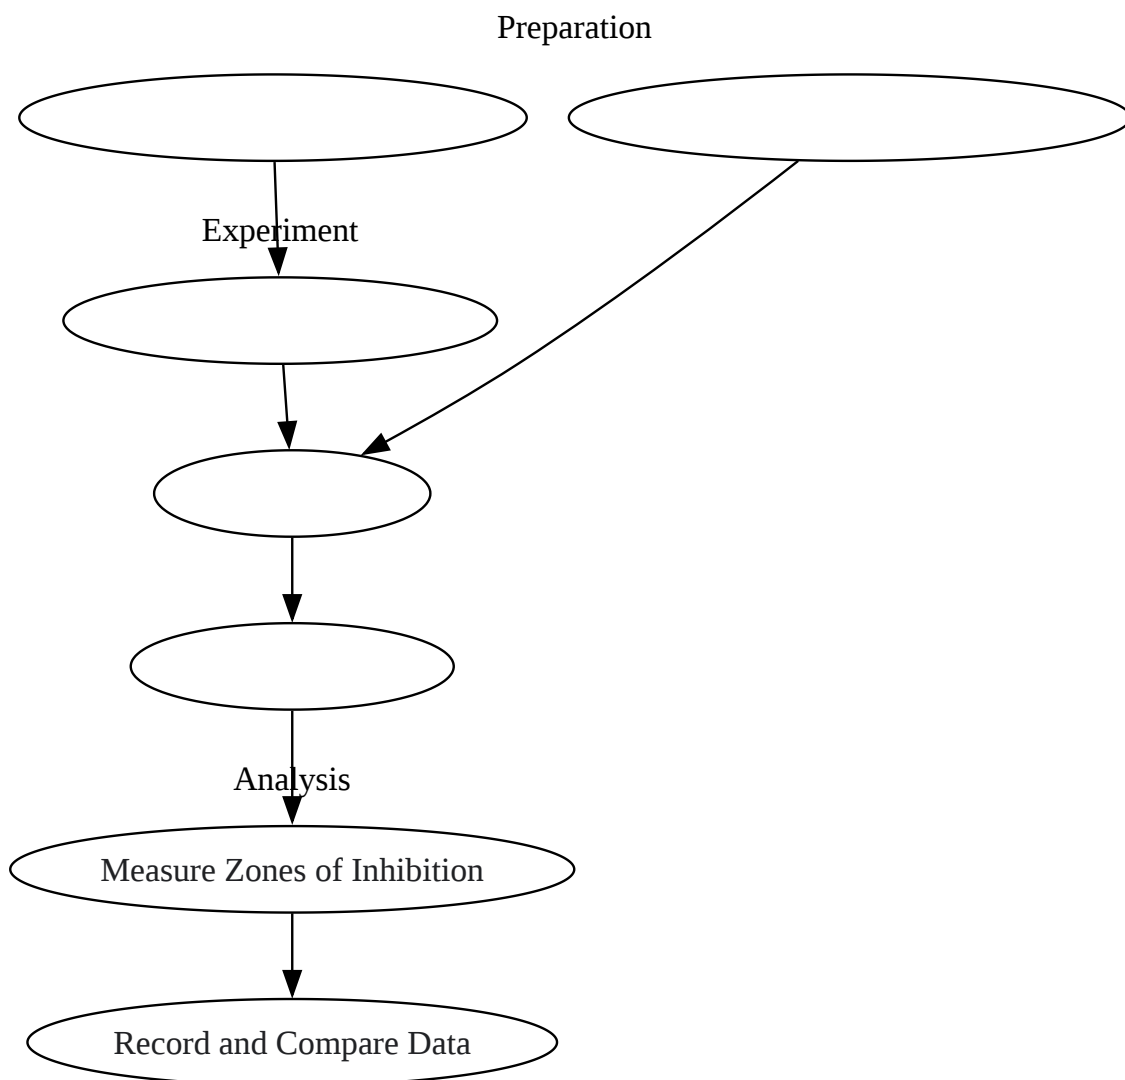 Preparation
Experiment
Analysis
Measure Zones of Inhibition
Record and Compare Data